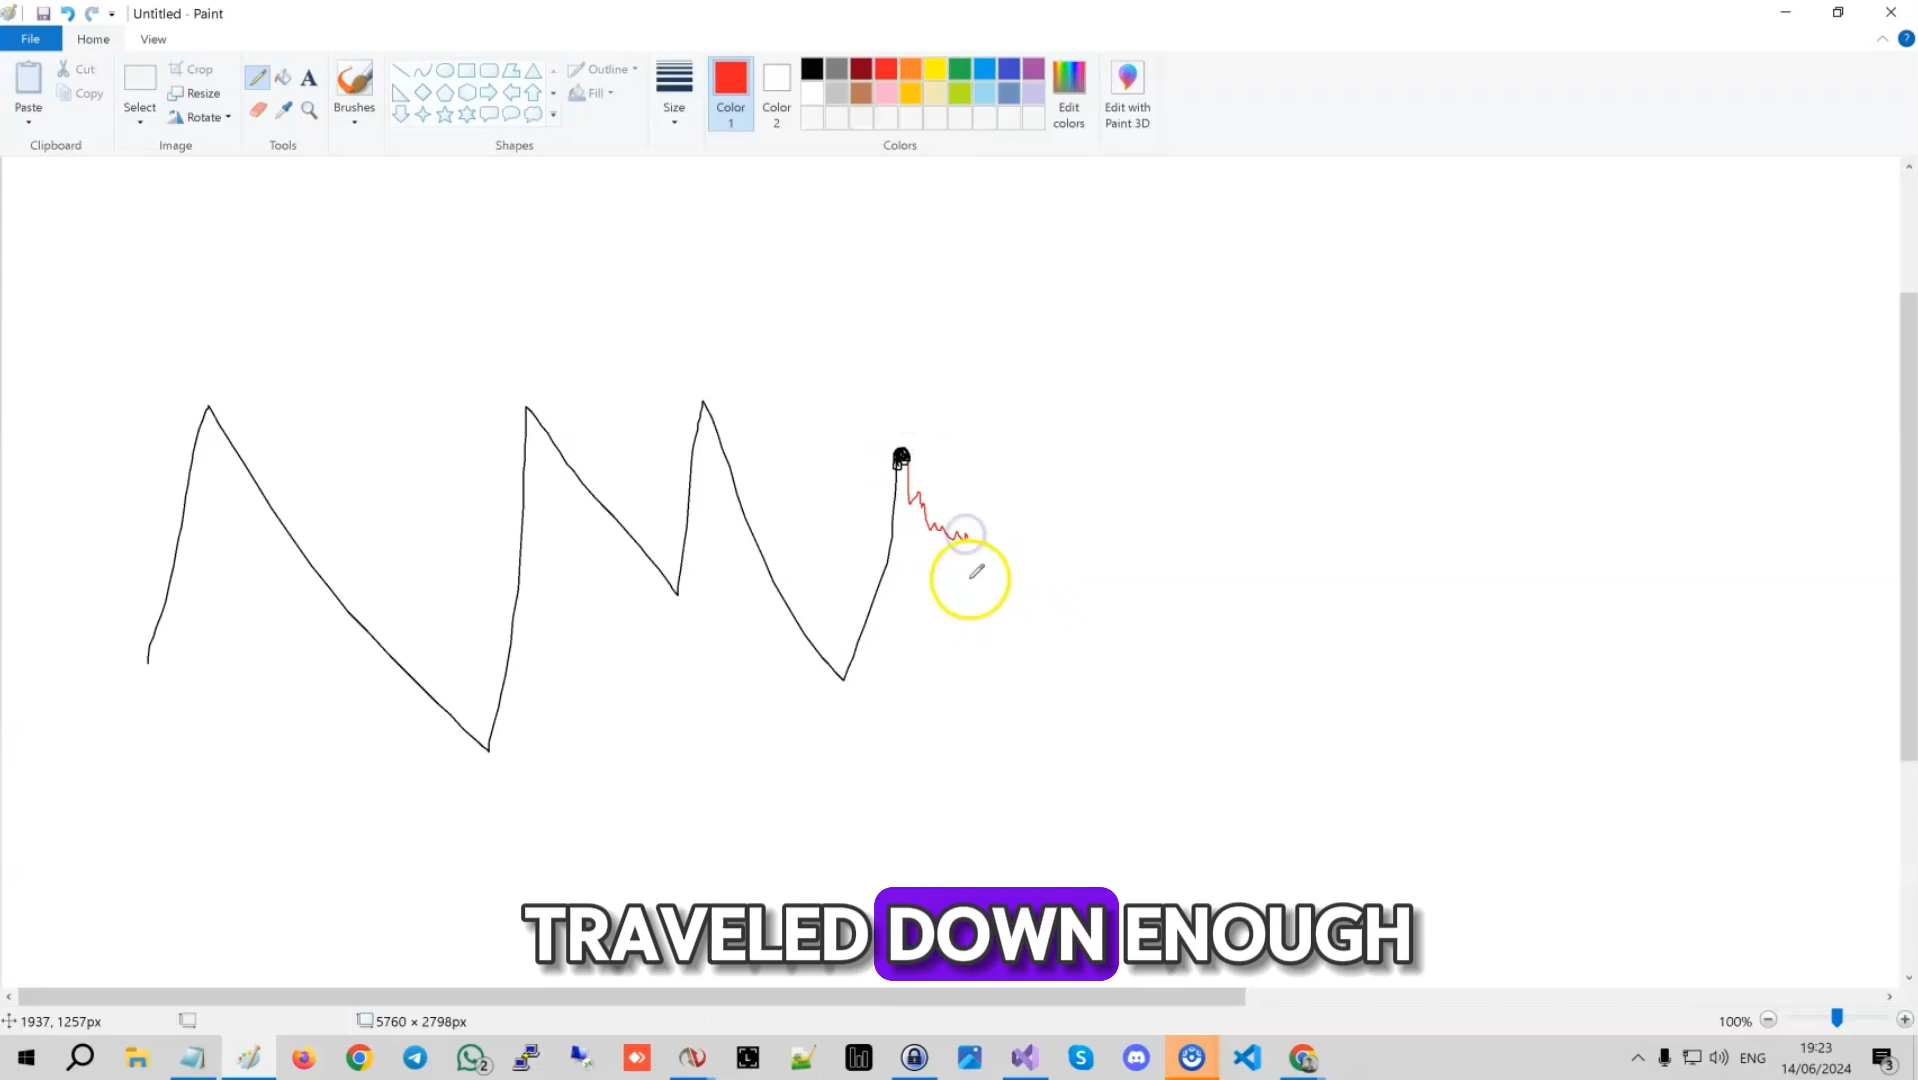 Untitled - Paint
File Home View
Paste
Cut
Copy
Clipboard
Select
Crop
Resize
Rotate
Image
Tools
Brushes
Outline
Fill
Shapes
Size
Color 1
Color 2
Edit colors
Edit with Paint 3D
Colors
TRAVELED DOWN ENOUGH
1937, 1257px
5760 × 2798px
100%
2
ENG
19:23
14/06/2024
3